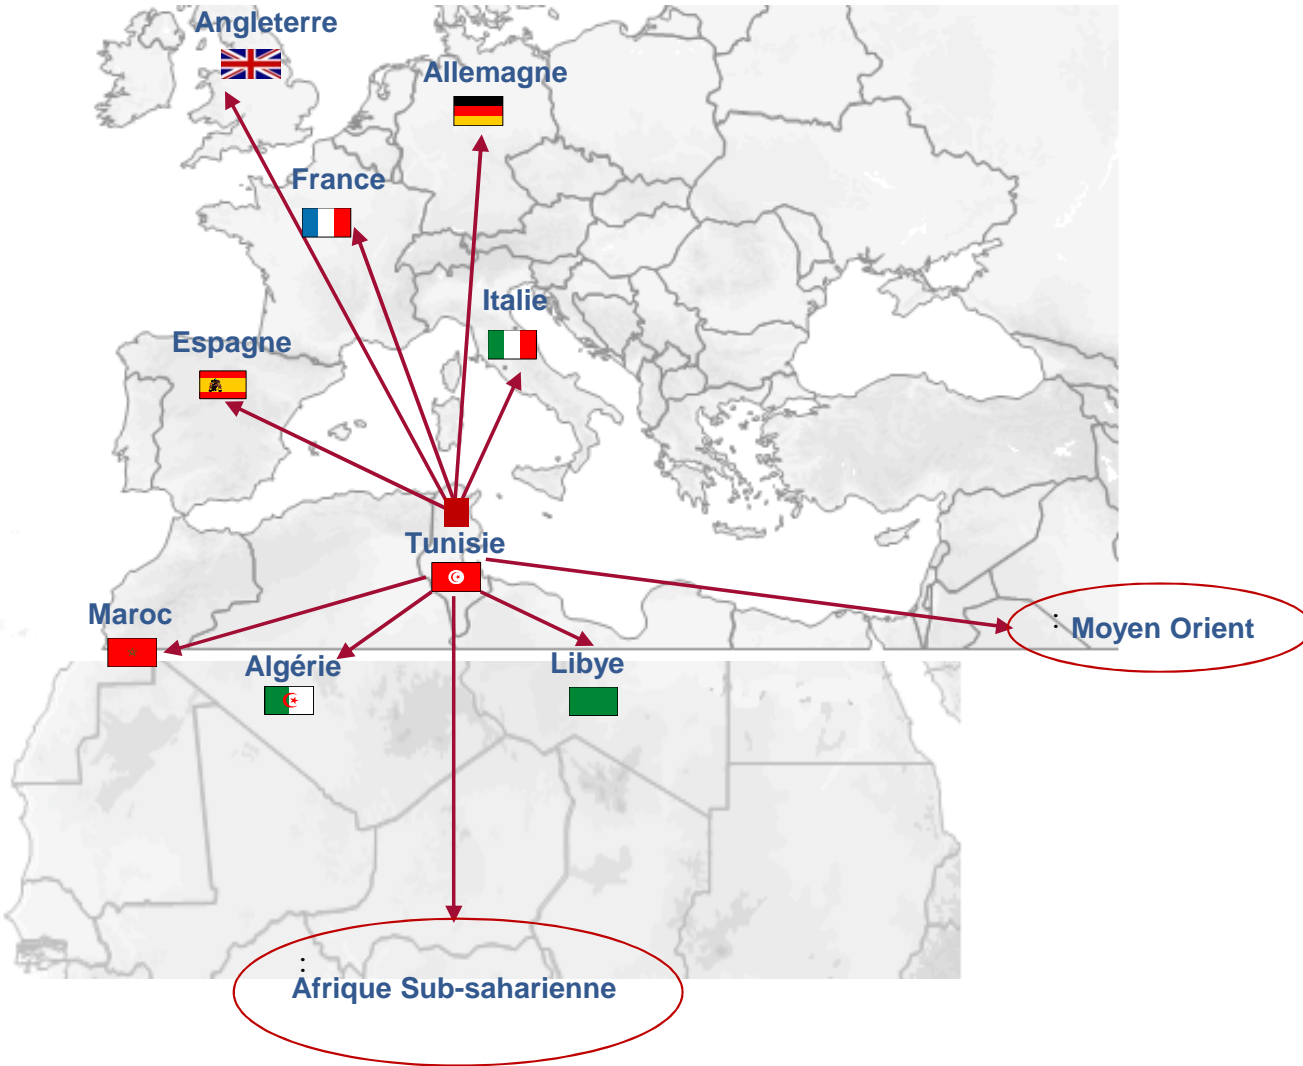 Angleterre
Allemagne
France
Italie
Espagne
Tunisie
Maroc
: Moyen Orient
Algérie
Libye
:
Afrique Sub-saharienne